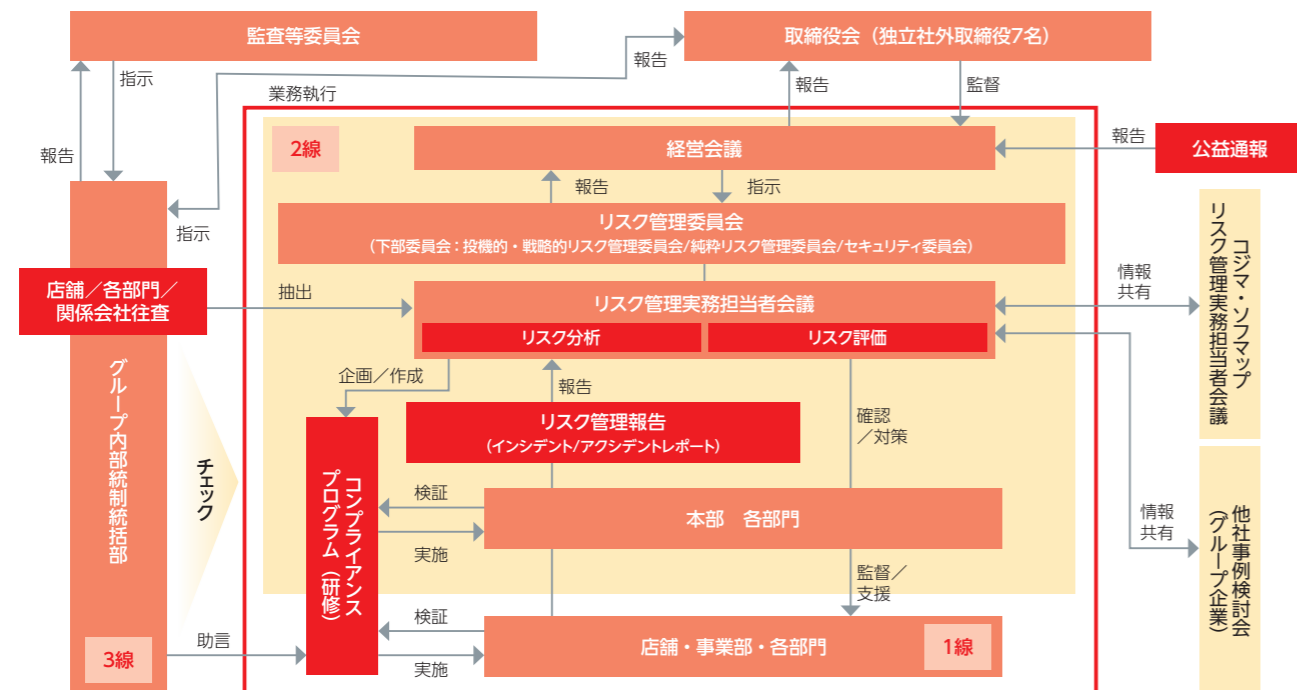 監査等委員会
取締役会（独立社外取締役7名）
報告
指示
業務執行
報告
監督
2線
経営会議
報告
公益通報
報告
報告
指示
指示
リスク管理委員会
（下部委員会：投機的・戦略的リスク管理委員会/純粋リスク管理委員会/セキュリティ委員会）
コジマ・ソフマップ
リスク管理実務担当者会議
店舗／各部門／
関係会社往査
抽出
リスク管理実務担当者会議
情報
共有
リスク分析
リスク評価
グループ内部統制統括部
企画／作成
報告
リスク管理報告
（インシデント/アクシデントレポート）
確認
／対策
チェック
コンプライアンス
プログラム（研修）
検証
本部　各部門
実施
情報
共有
他社事例検討会
（グループ企業）
監督／
支援
検証
助言
店舗・事業部・各部門
1線
3線
実施